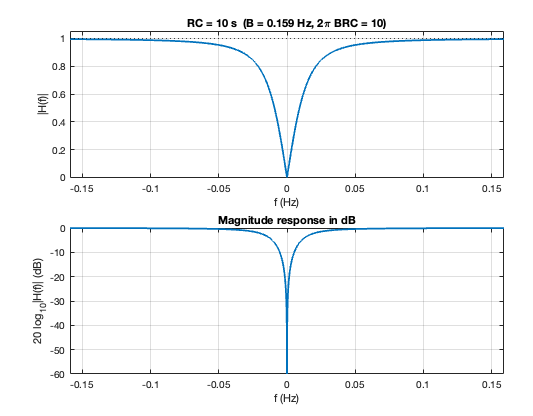 RC = 10 s (B = 0.159 Hz, 2π BRC = 10)
1
0.8
0.6
0.4
0.2
0
|H(f)|
-0.15 -0.1 -0.05 0 0.05 0.1 0.15
f (Hz)
Magnitude response in dB
0
-10
-20
-30
-40
-50
-60
20 log10|H(f)| (dB)
-0.15 -0.1 -0.05 0 0.05 0.1 0.15
f (Hz)